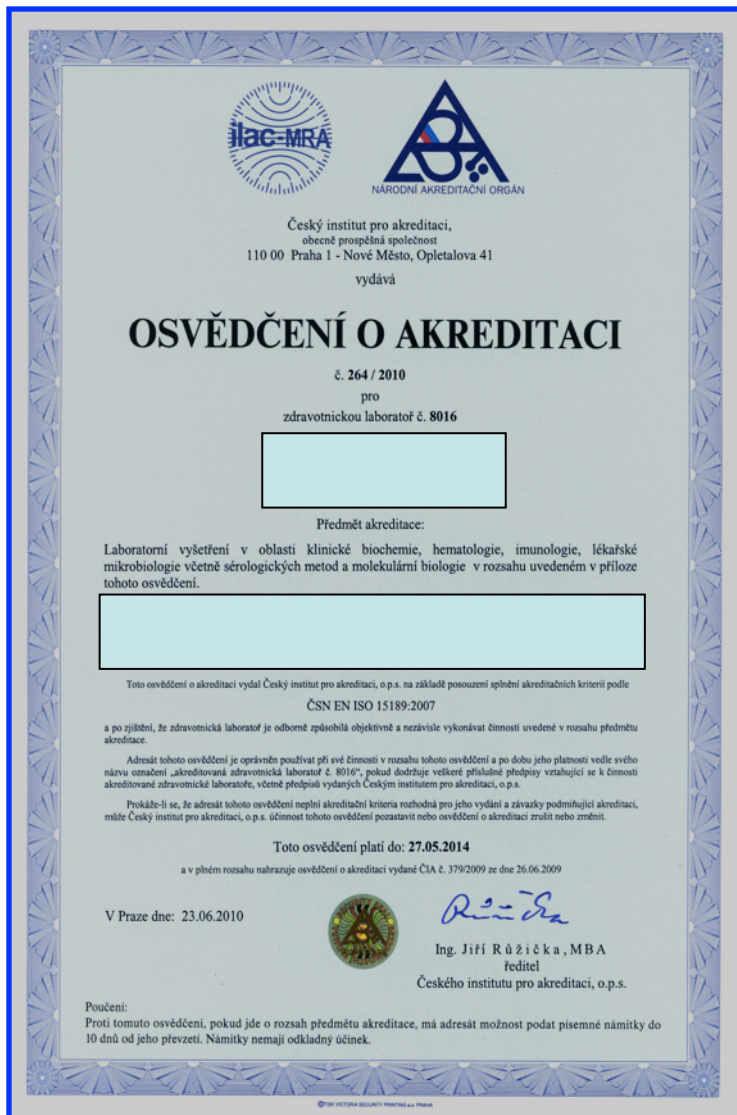 ilac-MRA
NÁRODNÍ AKREDITAČNÍ ORGÁN
Český institut pro akreditaci,
obecně prospěšná společnost
110 00 Praha 1 - Nové Město, Opletalova 41
vydává
OSVĚDČENÍ O AKREDITACI
č. 264 / 2010
pro
zdravotnickou laboratoř č. 8016
Předmět akreditace:
Laboratorní vyšetření v oblasti klinické biochemie, hematologie, imunologie, lékařské
mikrobiologie včetně sérologických metod a molekulární biologie v rozsahu uvedeném v příloze
tohoto osvědčení.
Toto osvědčení o akreditaci vydal Český institut pro akreditaci, o.p.s. na základě posouzení splnění akreditačních kriterií podle
ČSN EN ISO 15189:2007
a po zjištění, že zdravotnická laboratoř je odborně způsobilá objektivně a nezávisle vykonávat činnosti uvedené v rozsahu předmětu
akreditace.
Adresát tohoto osvědčení je oprávněn používat při své činnosti v rozsahu tohoto osvědčení a po dobu jeho platnosti vedle svého
názvu označení „akreditovaná zdravotnická laboratoř č. 8016“, pokud dodržuje veškeré příslušné předpisy vztahující se k činnosti
akreditované zdravotnické laboratoře, včetně předpisů vydaných Českým institutem pro akreditaci, o.p.s.
Prokáže-li se, že adresát tohoto osvědčení neplní akreditační kriteria rozhodná pro jeho vydání a závazky podmiňující akreditaci,
může Český institut pro akreditaci, o.p.s. účinnost tohoto osvědčení pozastavit nebo osvědčení o akreditaci zrušit nebo změnit.
Toto osvědčení platí do: 27.05.2014
a v plném rozsahu nahrazuje osvědčení o akreditaci vydané ČIA č. 379/2009 ze dne 26.06.2009
V Praze dne: 23.06.2010
Růžička
Ing. Jiří Růžička, MBA
ředitel
Českého institutu pro akreditaci, o.p.s.
Poučení:
Proti tomuto osvědčení, pokud jde o rozsah předmětu akreditace, má adresát možnost podat písemné námitky do
10 dnů od jeho převzetí. Námitky nemají odkladný účinek.
VICTORIA SECURITY PRINTING a.s. PRAHA